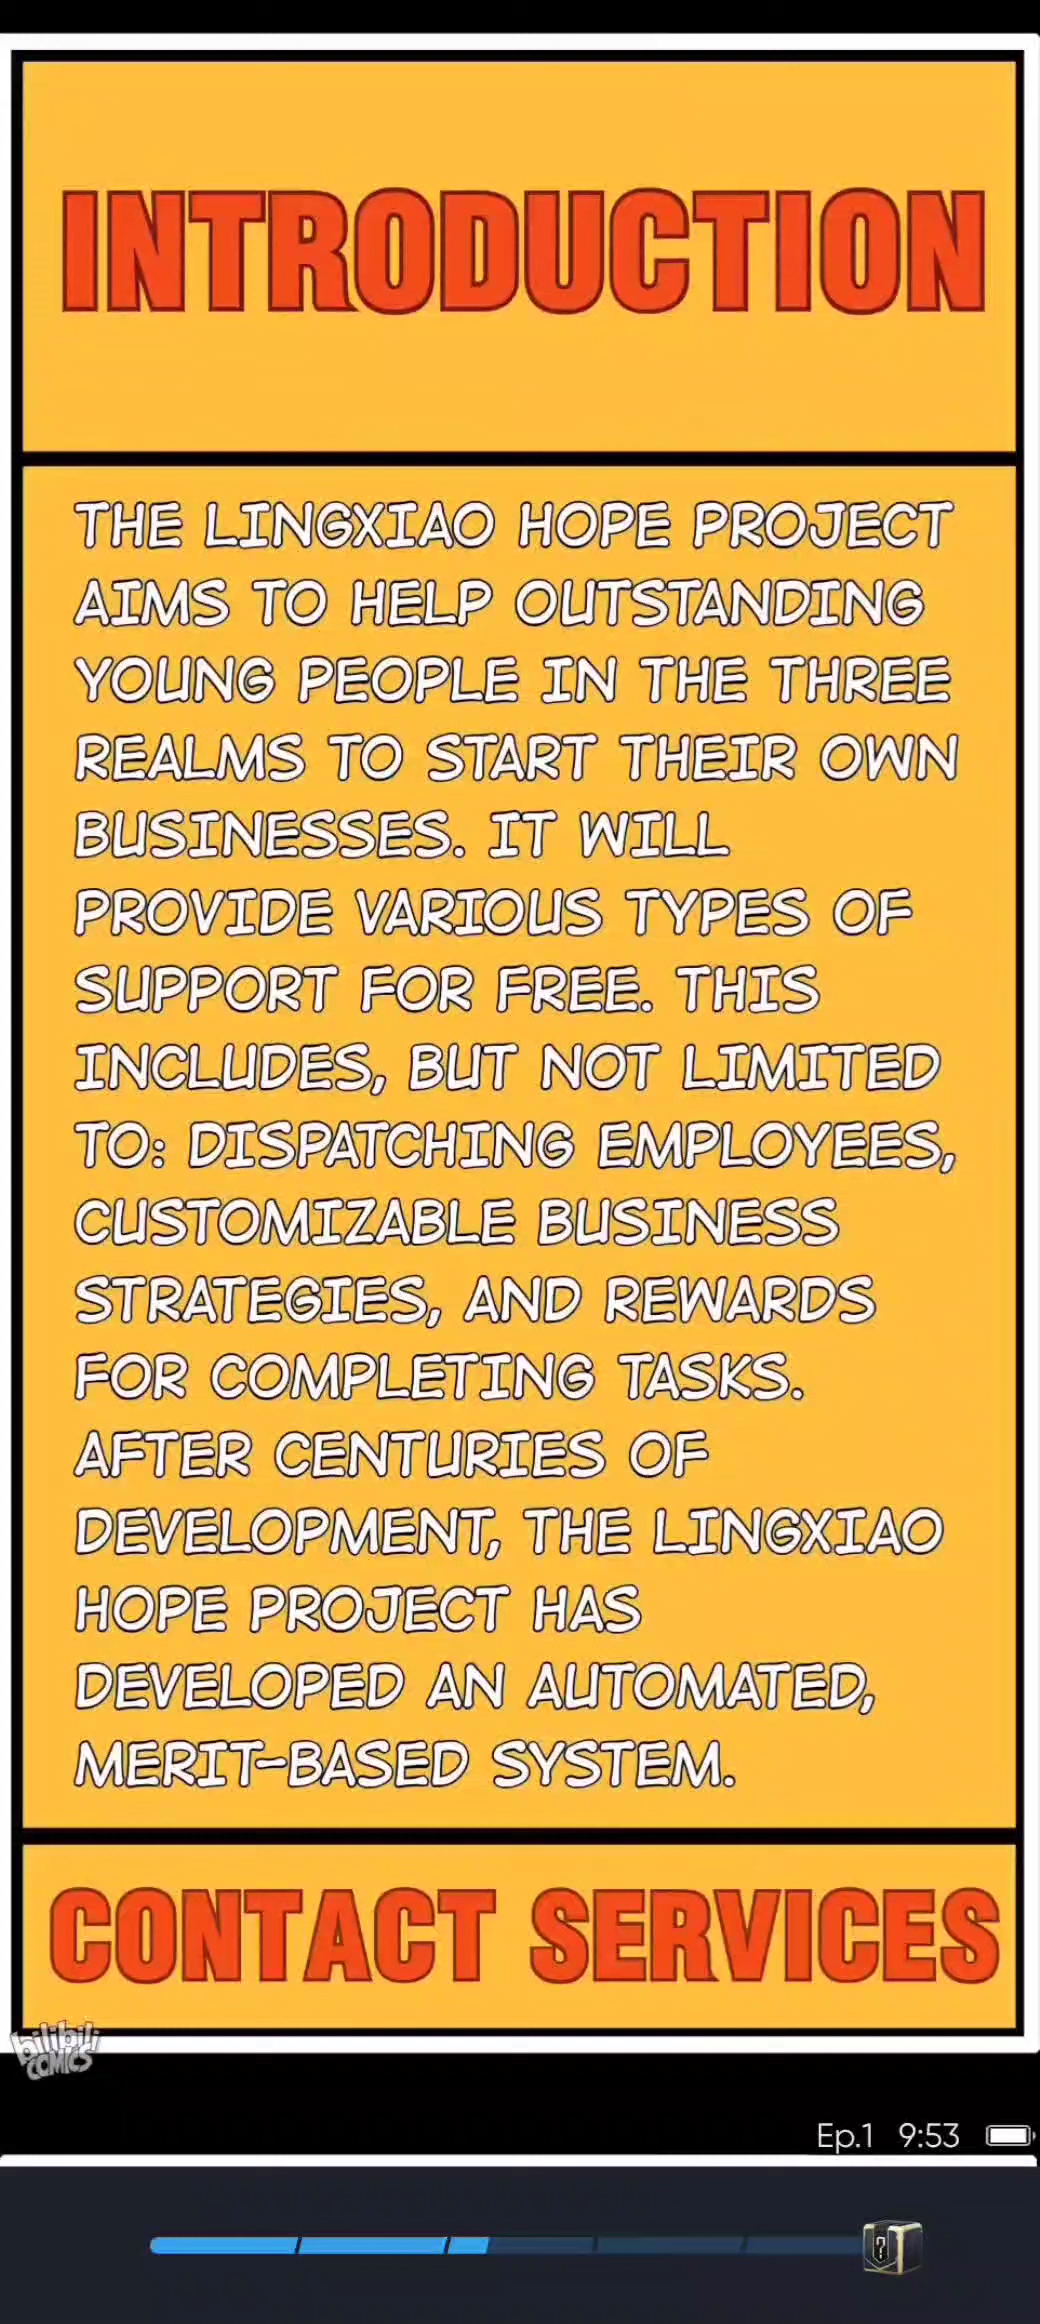 INTRODUCTION
THE LINGXIAO HOPE PROJECT
AIMS TO HELP OUTSTANDING
YOUNG PEOPLE IN THE THREE
REALMS TO START THEIR OWN
BUSINESSES. IT WILL
PROVIDE VARIOUS TYPES OF
SUPPORT FOR FREE. THIS
INCLUDES, BUT NOT LIMITED
TO: DISPATCHING EMPLOYEES,
CUSTOMIZABLE BUSINESS
STRATEGIES, AND REWARDS
FOR COMPLETING TASKS.
AFTER CENTURIES OF
DEVELOPMENT, THE LINGXIAO
HOPE PROJECT HAS
DEVELOPED AN AUTOMATED,
MERIT-BASED SYSTEM.
CONTACT SERVICES
bilibili
COMICS
Ep.1 9:53